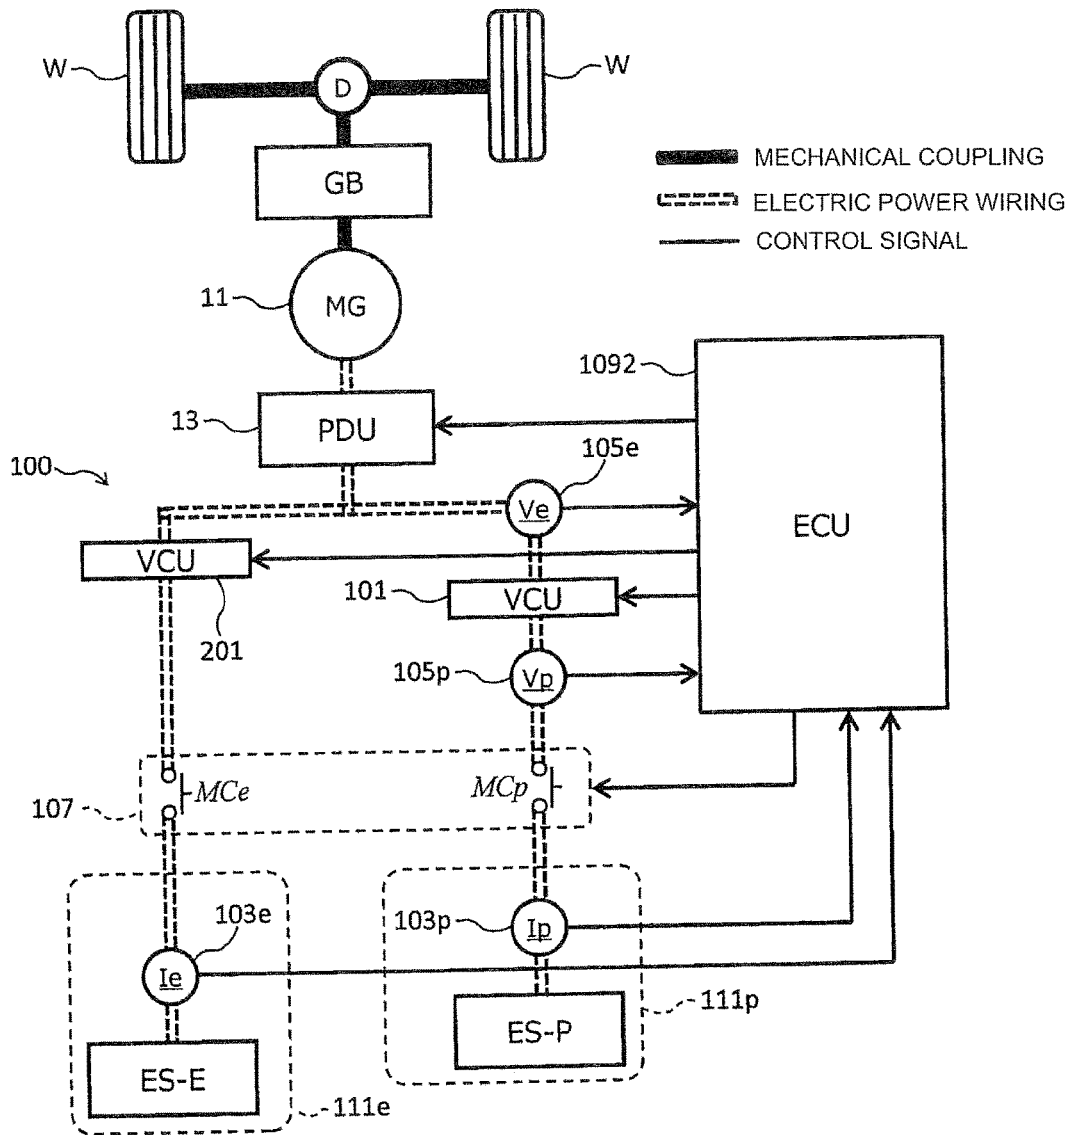 W
D
W
GB
MECHANICAL COUPLING
ELECTRIC POWER WIRING
CONTROL SIGNAL
11
MG
1092
13
PDU
105e
100
Ve
ECU
VCU
101
VCU
201
105p
Vp
MCe
MCp
107
103e
103p
Ip
Ie
111p
ES-P
ES-E
111e